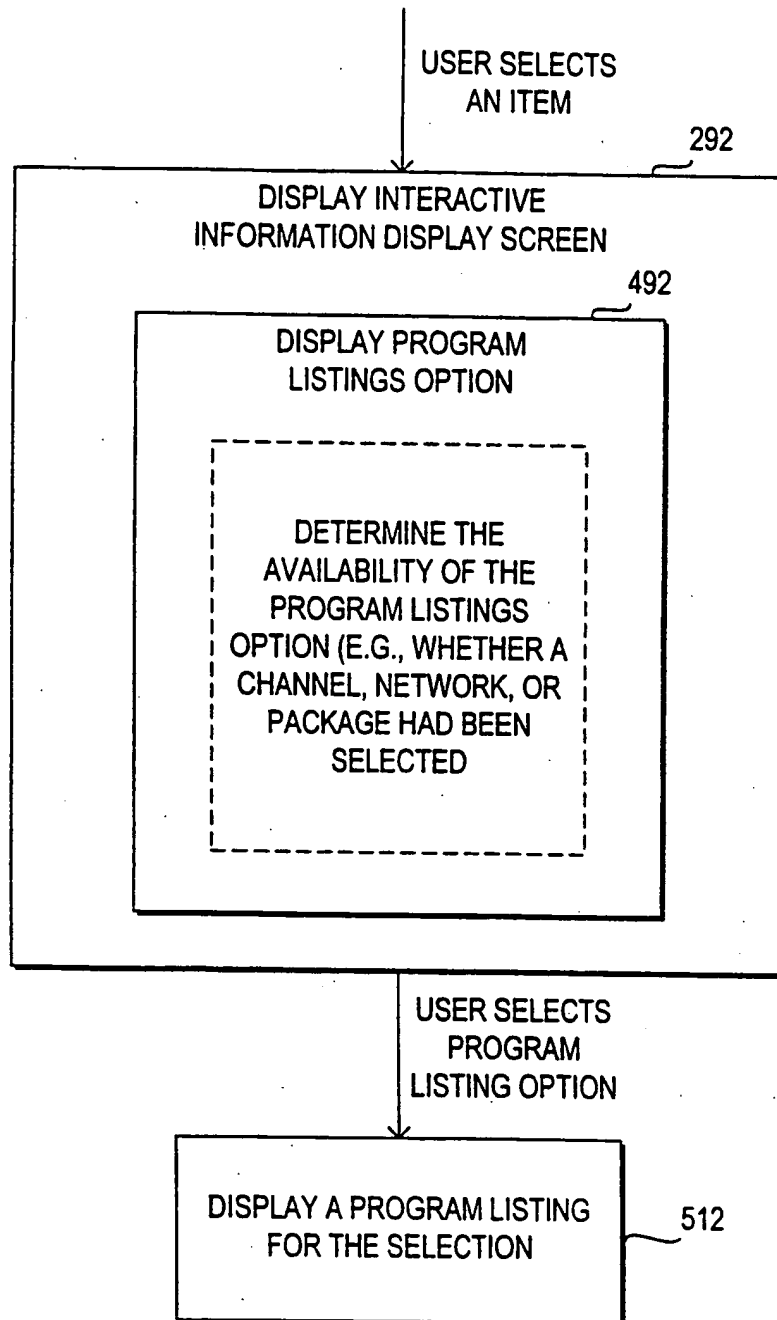 USER SELECTS
AN ITEM
292
DISPLAY INTERACTIVE
INFORMATION DISPLAY SCREEN
492
DISPLAY PROGRAM
LISTINGS OPTION
DETERMINE THE
AVAILABILITY OF THE
PROGRAM LISTINGS
OPTION (E.G., WHETHER A
CHANNEL, NETWORK, OR
PACKAGE HAD BEEN
SELECTED
USER SELECTS
PROGRAM
LISTING OPTION
DISPLAY A PROGRAM LISTING
FOR THE SELECTION
512